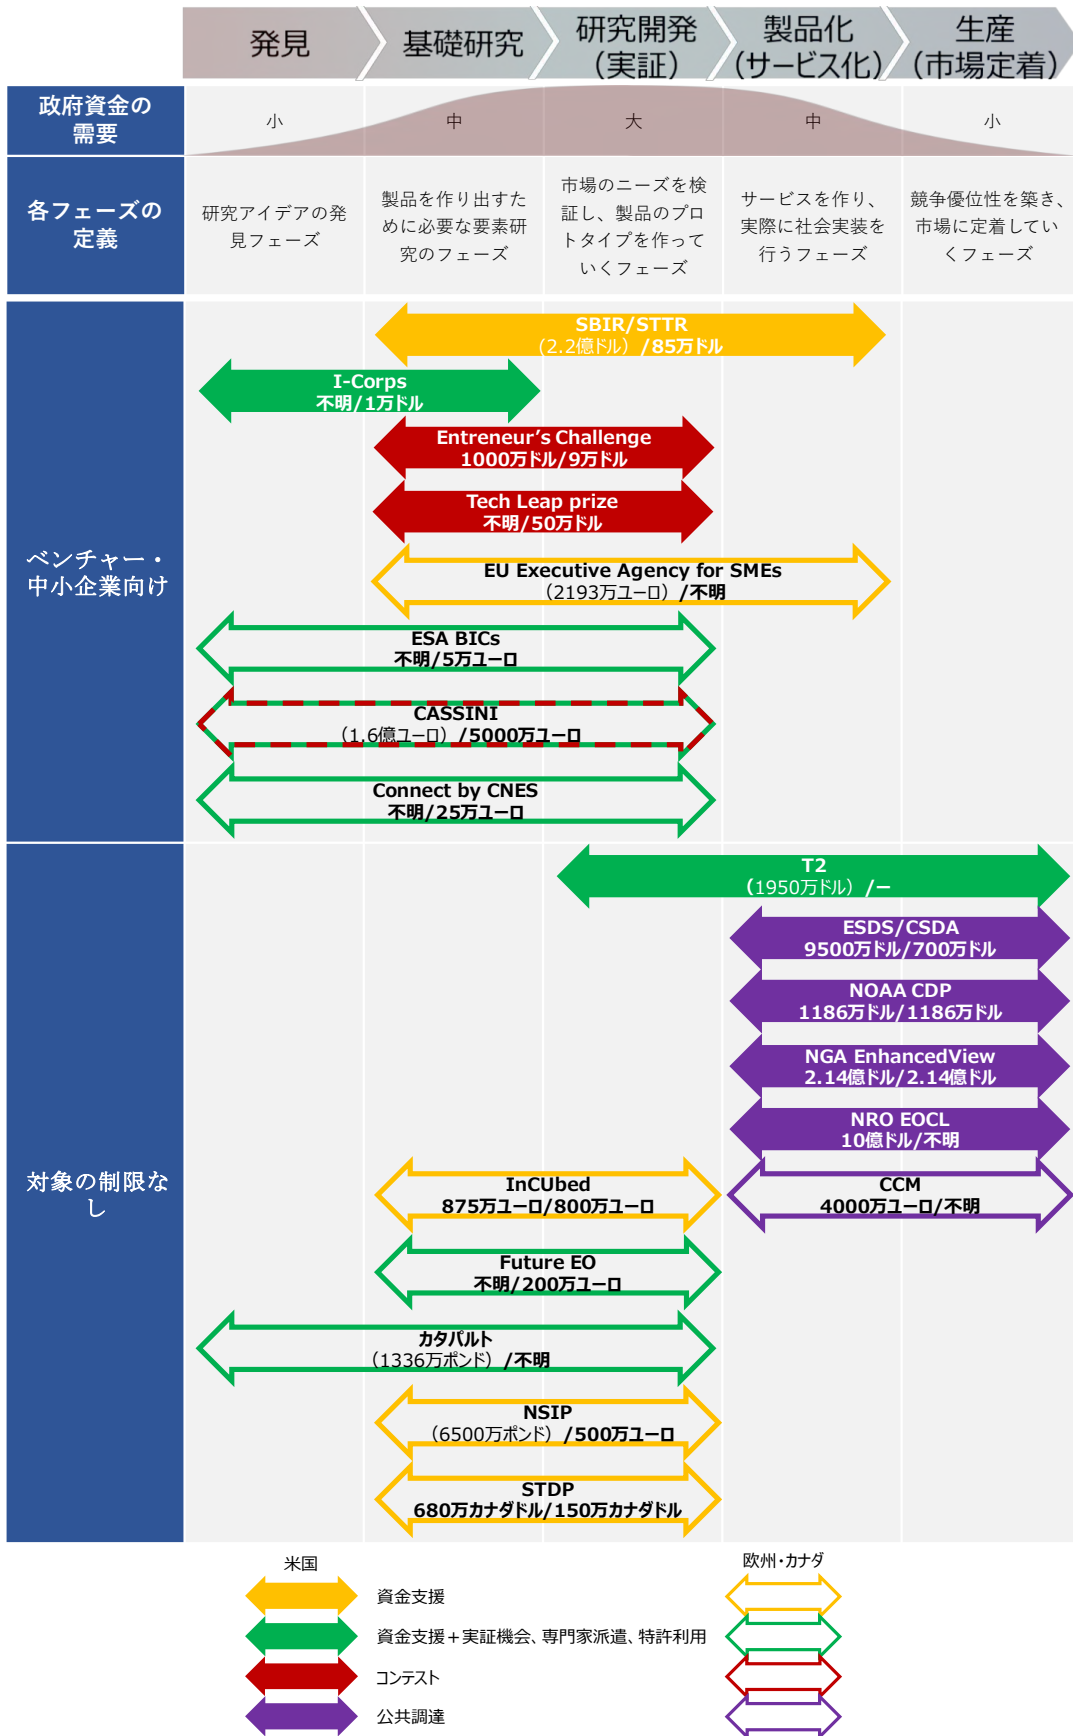 発見
基礎研究
研究開発
（実証）
製品化
（サービス化）
生産
（市場定着）
政府資金の
需要
小
中
大
中
小
各フェーズの
定義
研究アイデアの発
見フェーズ
製品を作り出すた
めに必要な要素研
究のフェーズ
市場のニーズを検
証し、製品のプロ
トタイプを作って
いくフェーズ
サービスを作り、
実際に社会実装を
行うフェーズ
競争優位性を築き、
市場に定着してい
くフェーズ
ベンチャー・
中小企業向け
SBIR/STTR
（2.2億ドル）/85万ドル
I-Corps
不明/1万ドル
Entreneur’s Challenge
1000万ドル/9万ドル
Tech Leap prize
不明/50万ドル
EU Executive Agency for SMEs
（2193万ユーロ）/不明
ESA BICs
不明/5万ユーロ
CASSINI
（1.6億ユーロ）/5000万ユーロ
Connect by CNES
不明/25万ユーロ
対象の制限な
し
T2
（1950万ドル）/ー
ESDS/CSDA
9500万ドル/700万ドル
NOAA CDP
1186万ドル/1186万ドル
NGA EnhancedView
2.14億ドル/2.14億ドル
NRO EOCL
10億ドル/不明
InCUbed
875万ユーロ/800万ユーロ
CCM
4000万ユーロ/不明
Future EO
不明/200万ユーロ
カタパルト
（1336万ポンド）/不明
NSIP
（6500万ポンド）/500万ユーロ
STDP
680万カナダドル/150万カナダドル
米国
欧州・カナダ
資金支援
資金支援＋実証機会、専門家派遣、特許利用
コンテスト
公共調達